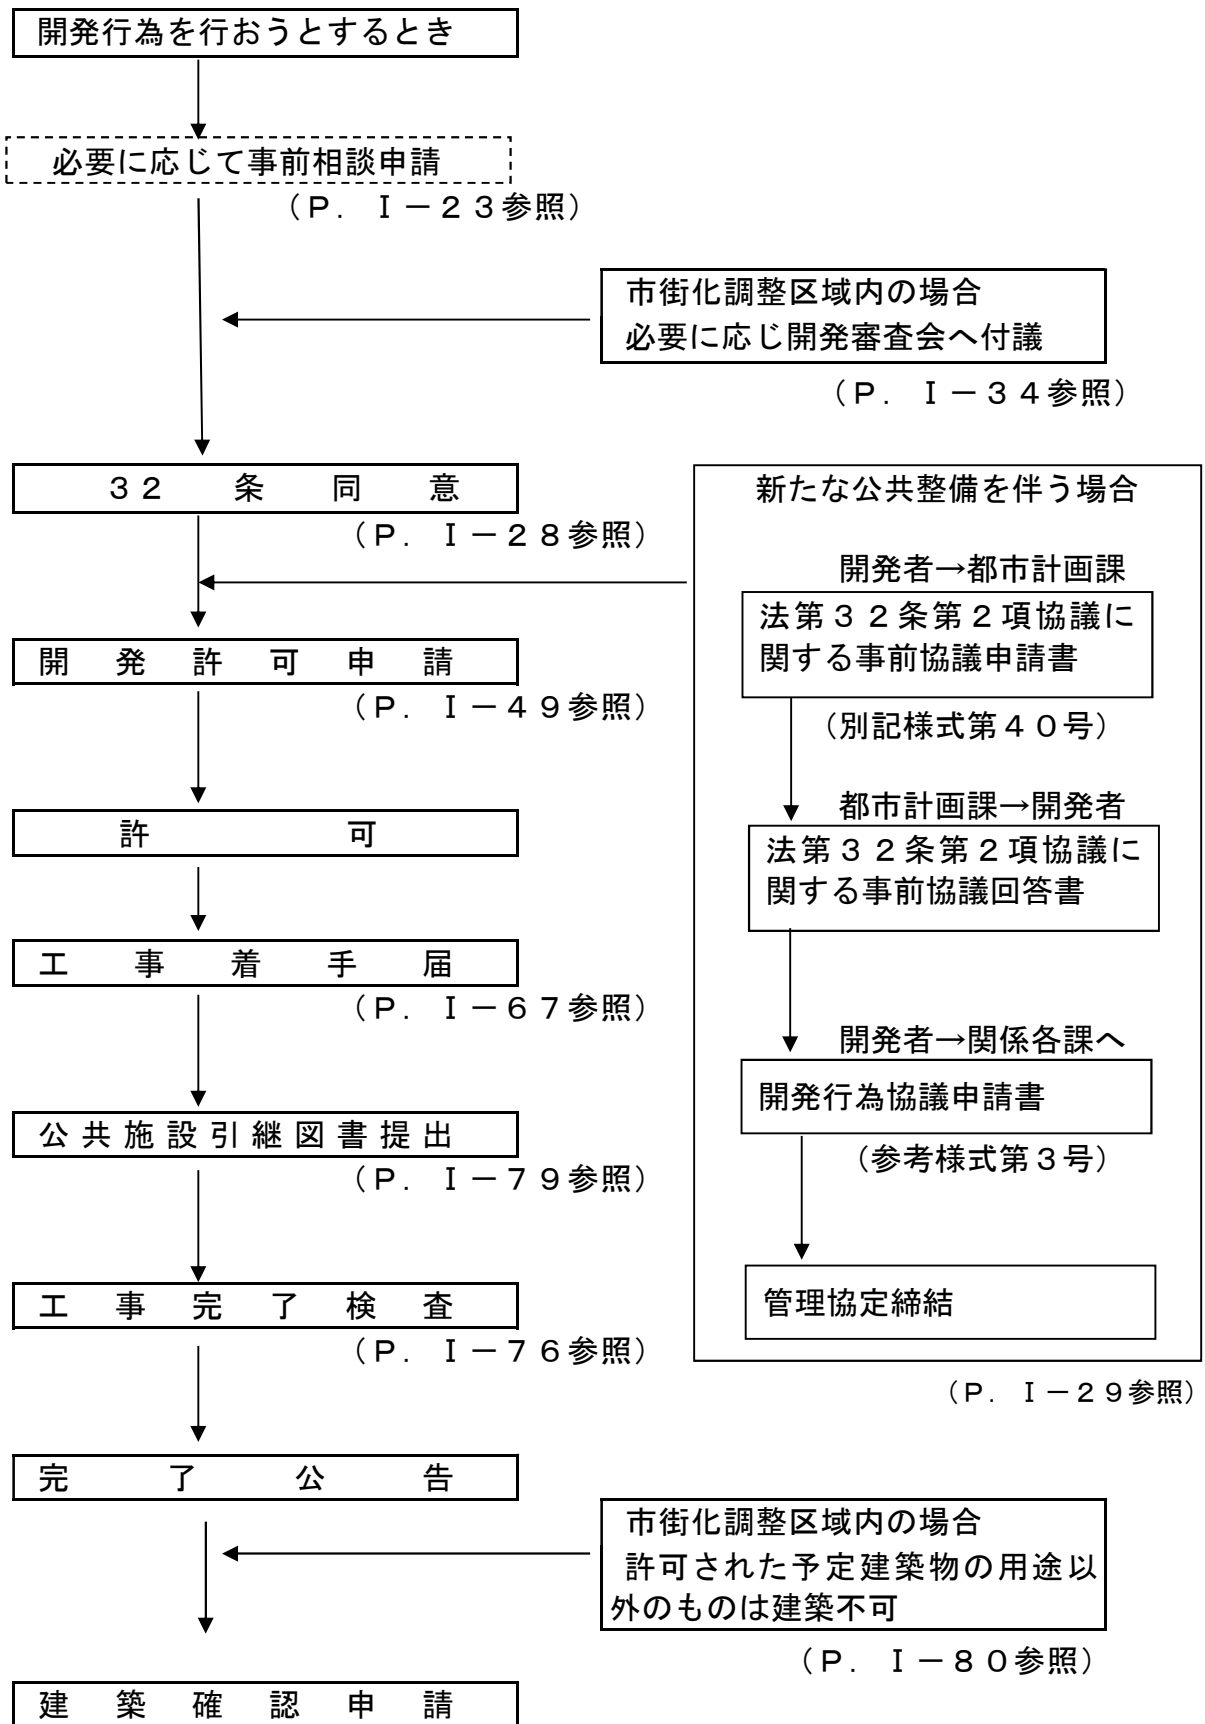 開発行為を行おうとするとき
必要に応じて事前相談申請
（Ｐ．Ⅰ－２３参照）
市街化調整区域内の場合
必要に応じ開発審査会へ付議
（Ｐ．Ⅰ－３４参照）
３２条同意
（Ｐ．Ⅰ－２８参照）
開発許可申請
（Ｐ．Ⅰ－４９参照）
許可
工事着手届
（Ｐ．Ⅰ－６７参照）
公共施設引継図書提出
（Ｐ．Ⅰ－７９参照）
工事完了検査
（Ｐ．Ⅰ－７６参照）
完了公告
新たな公共整備を伴う場合
開発者→都市計画課
法第３２条第２項協議に
関する事前協議申請書
（別記様式第４０号）
都市計画課→開発者
法第３２条第２項協議に
関する事前協議回答書
開発者→関係各課へ
開発行為協議申請書
（参考様式第３号）
管理協定締結
（Ｐ．Ⅰ－２９参照）
市街化調整区域内の場合
許可された予定建築物の用途以
外のものは建築不可
（Ｐ．Ⅰ－８０参照）
建築確認申請